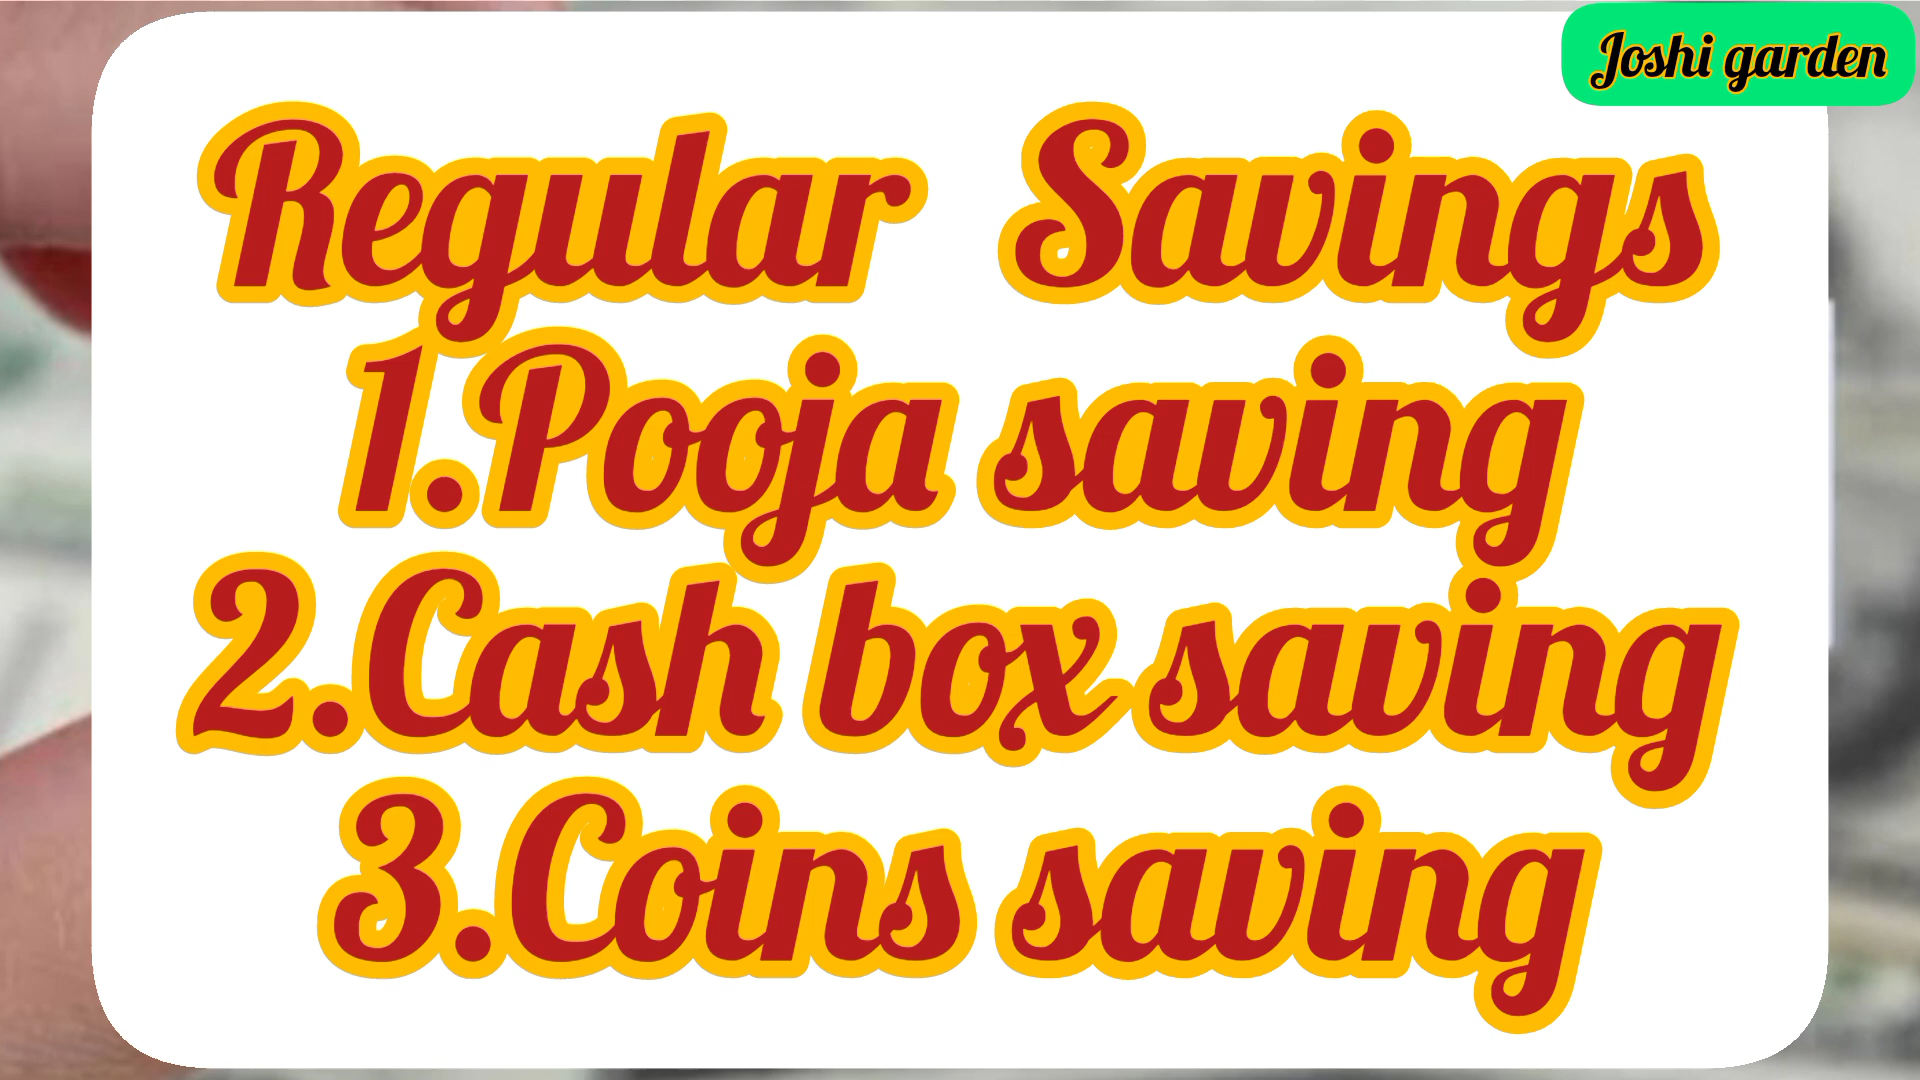 Joshi garden
Regular Savings
1.Pooja saving
2.Cash box saving
3.Coins saving